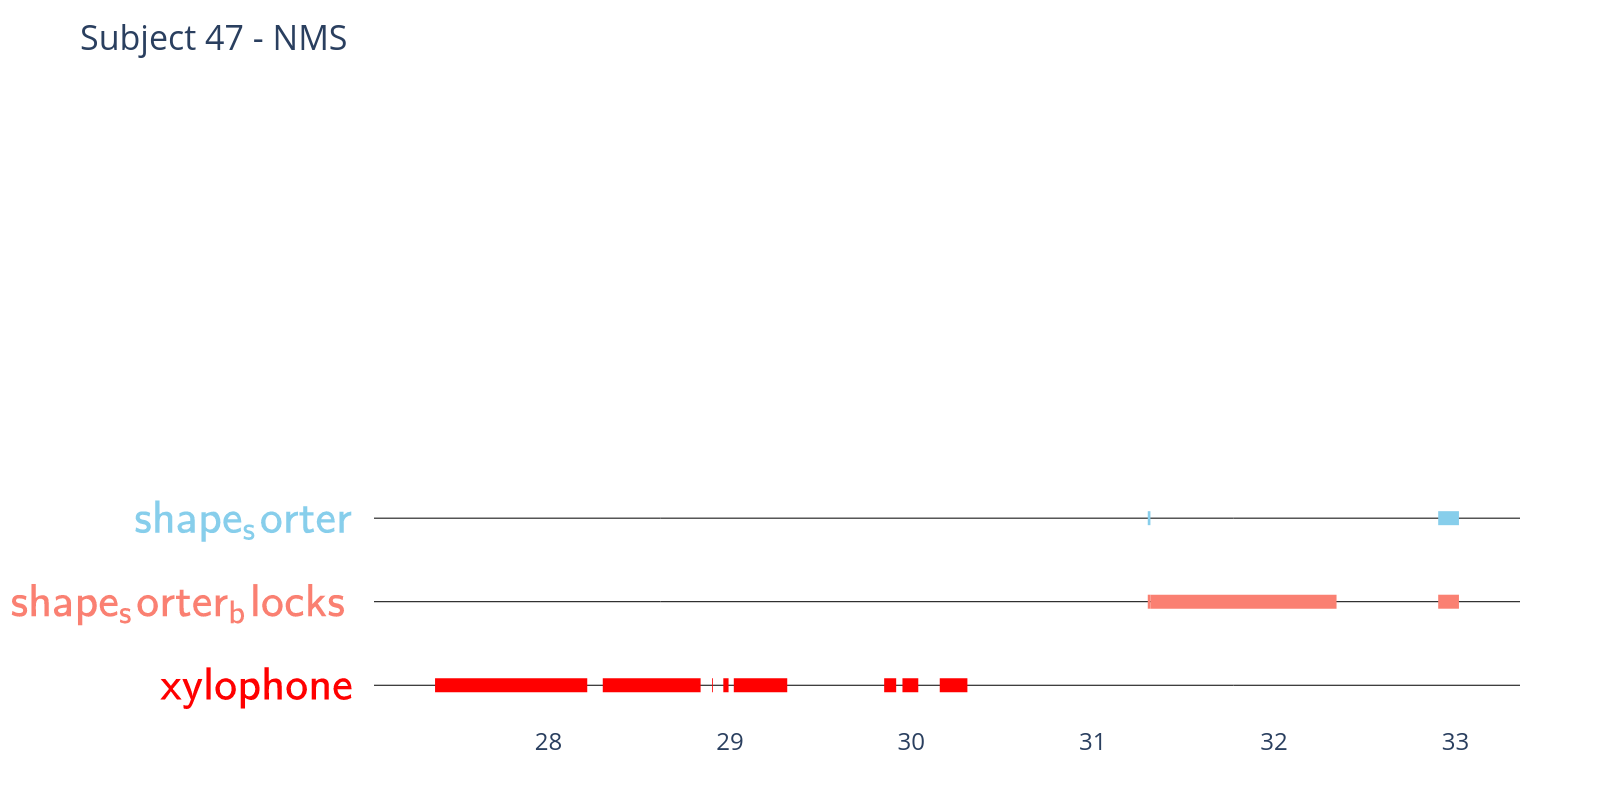 Subject 47 - NMS
shapesorter
shapesorterblocks
xylophone
28 29 30 31 32 33